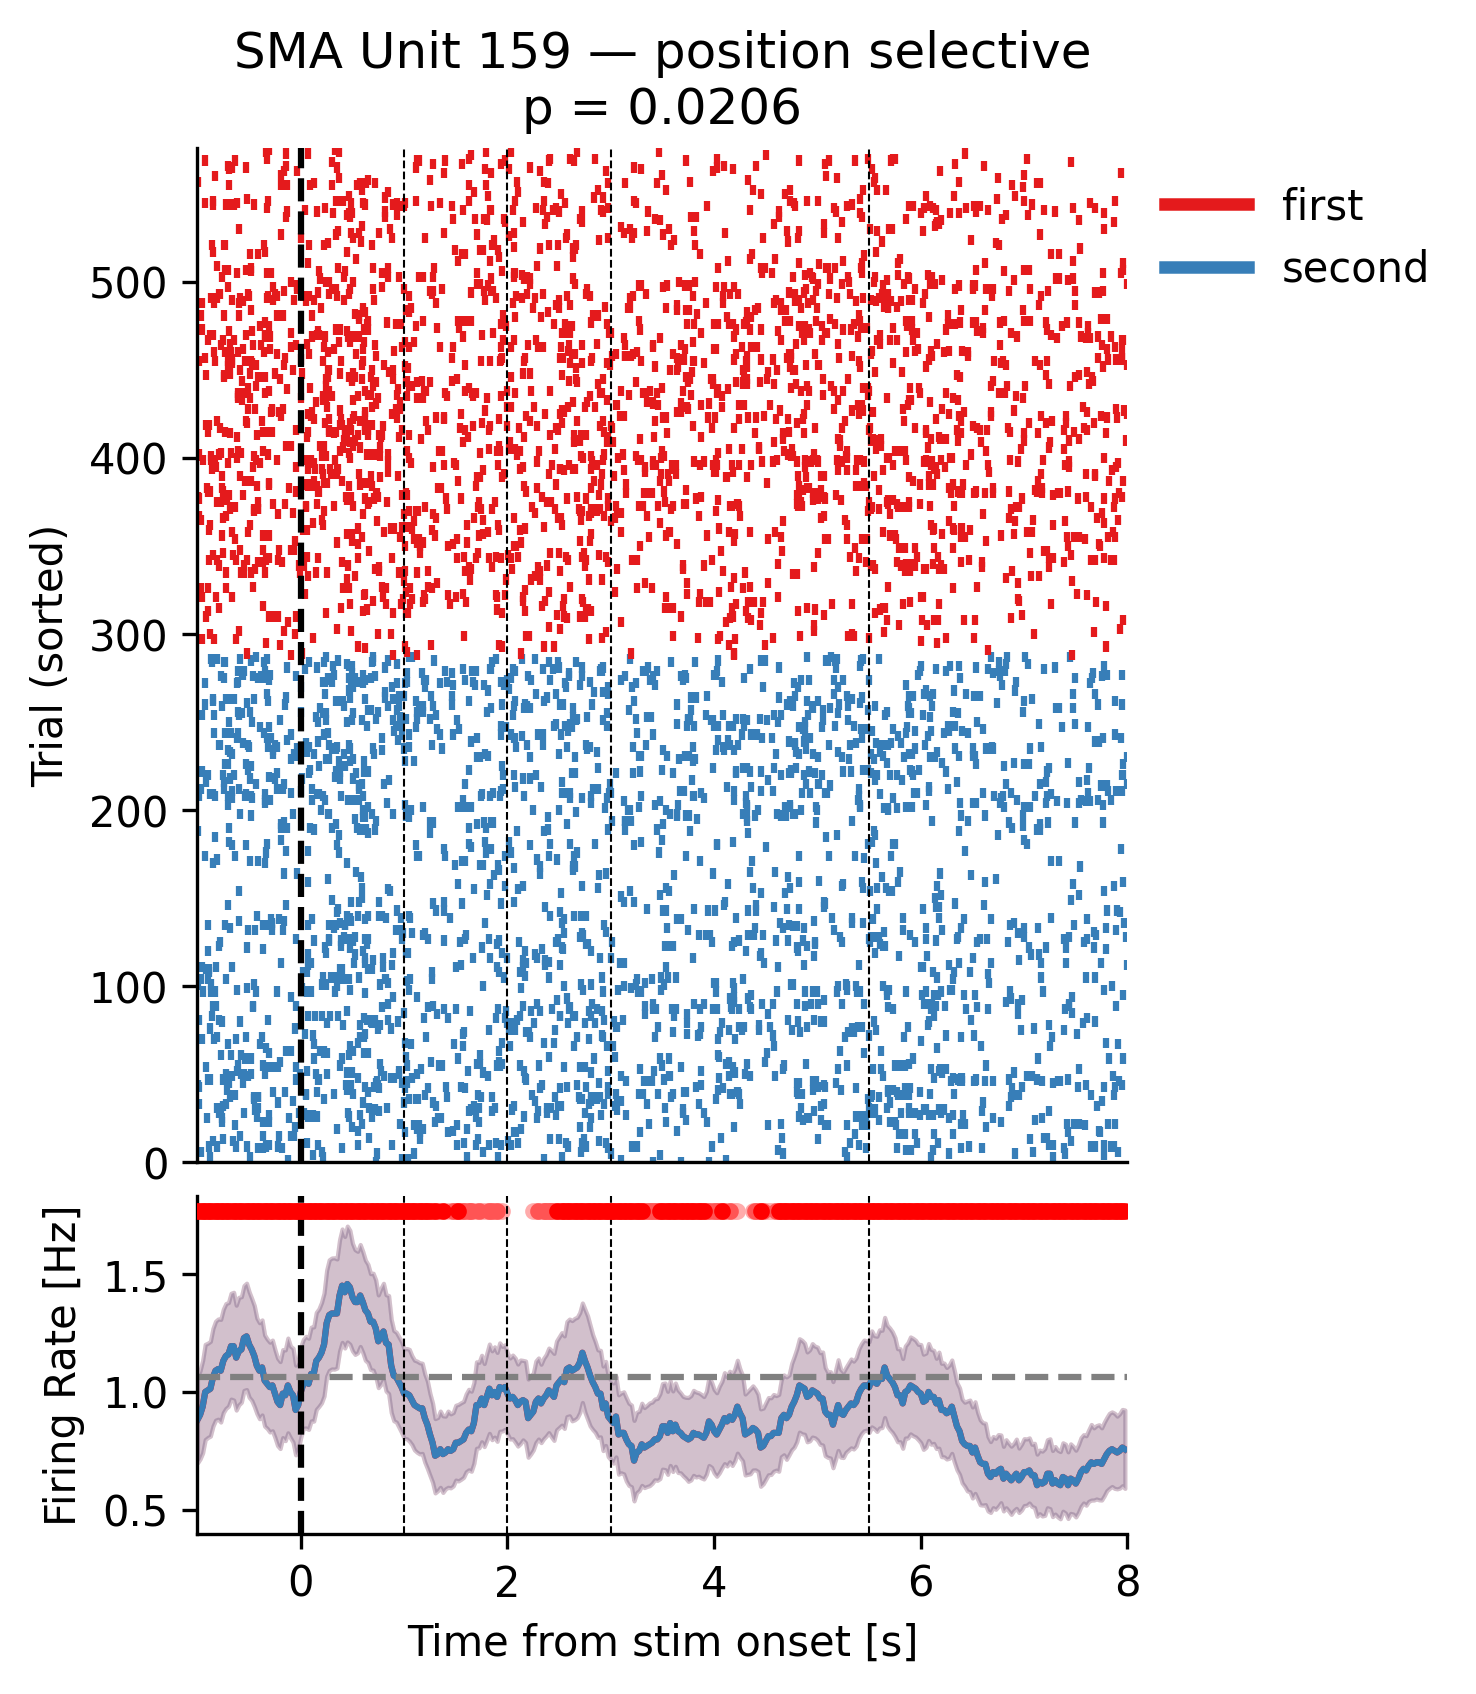 SMA Unit 159 — position selective
p = 0.0206
first
second
Trial (sorted)
500
400
300
200
100
0
Firing Rate [Hz]
1.5
1.0
0.5
0
2
4
6
8
Time from stim onset [s]